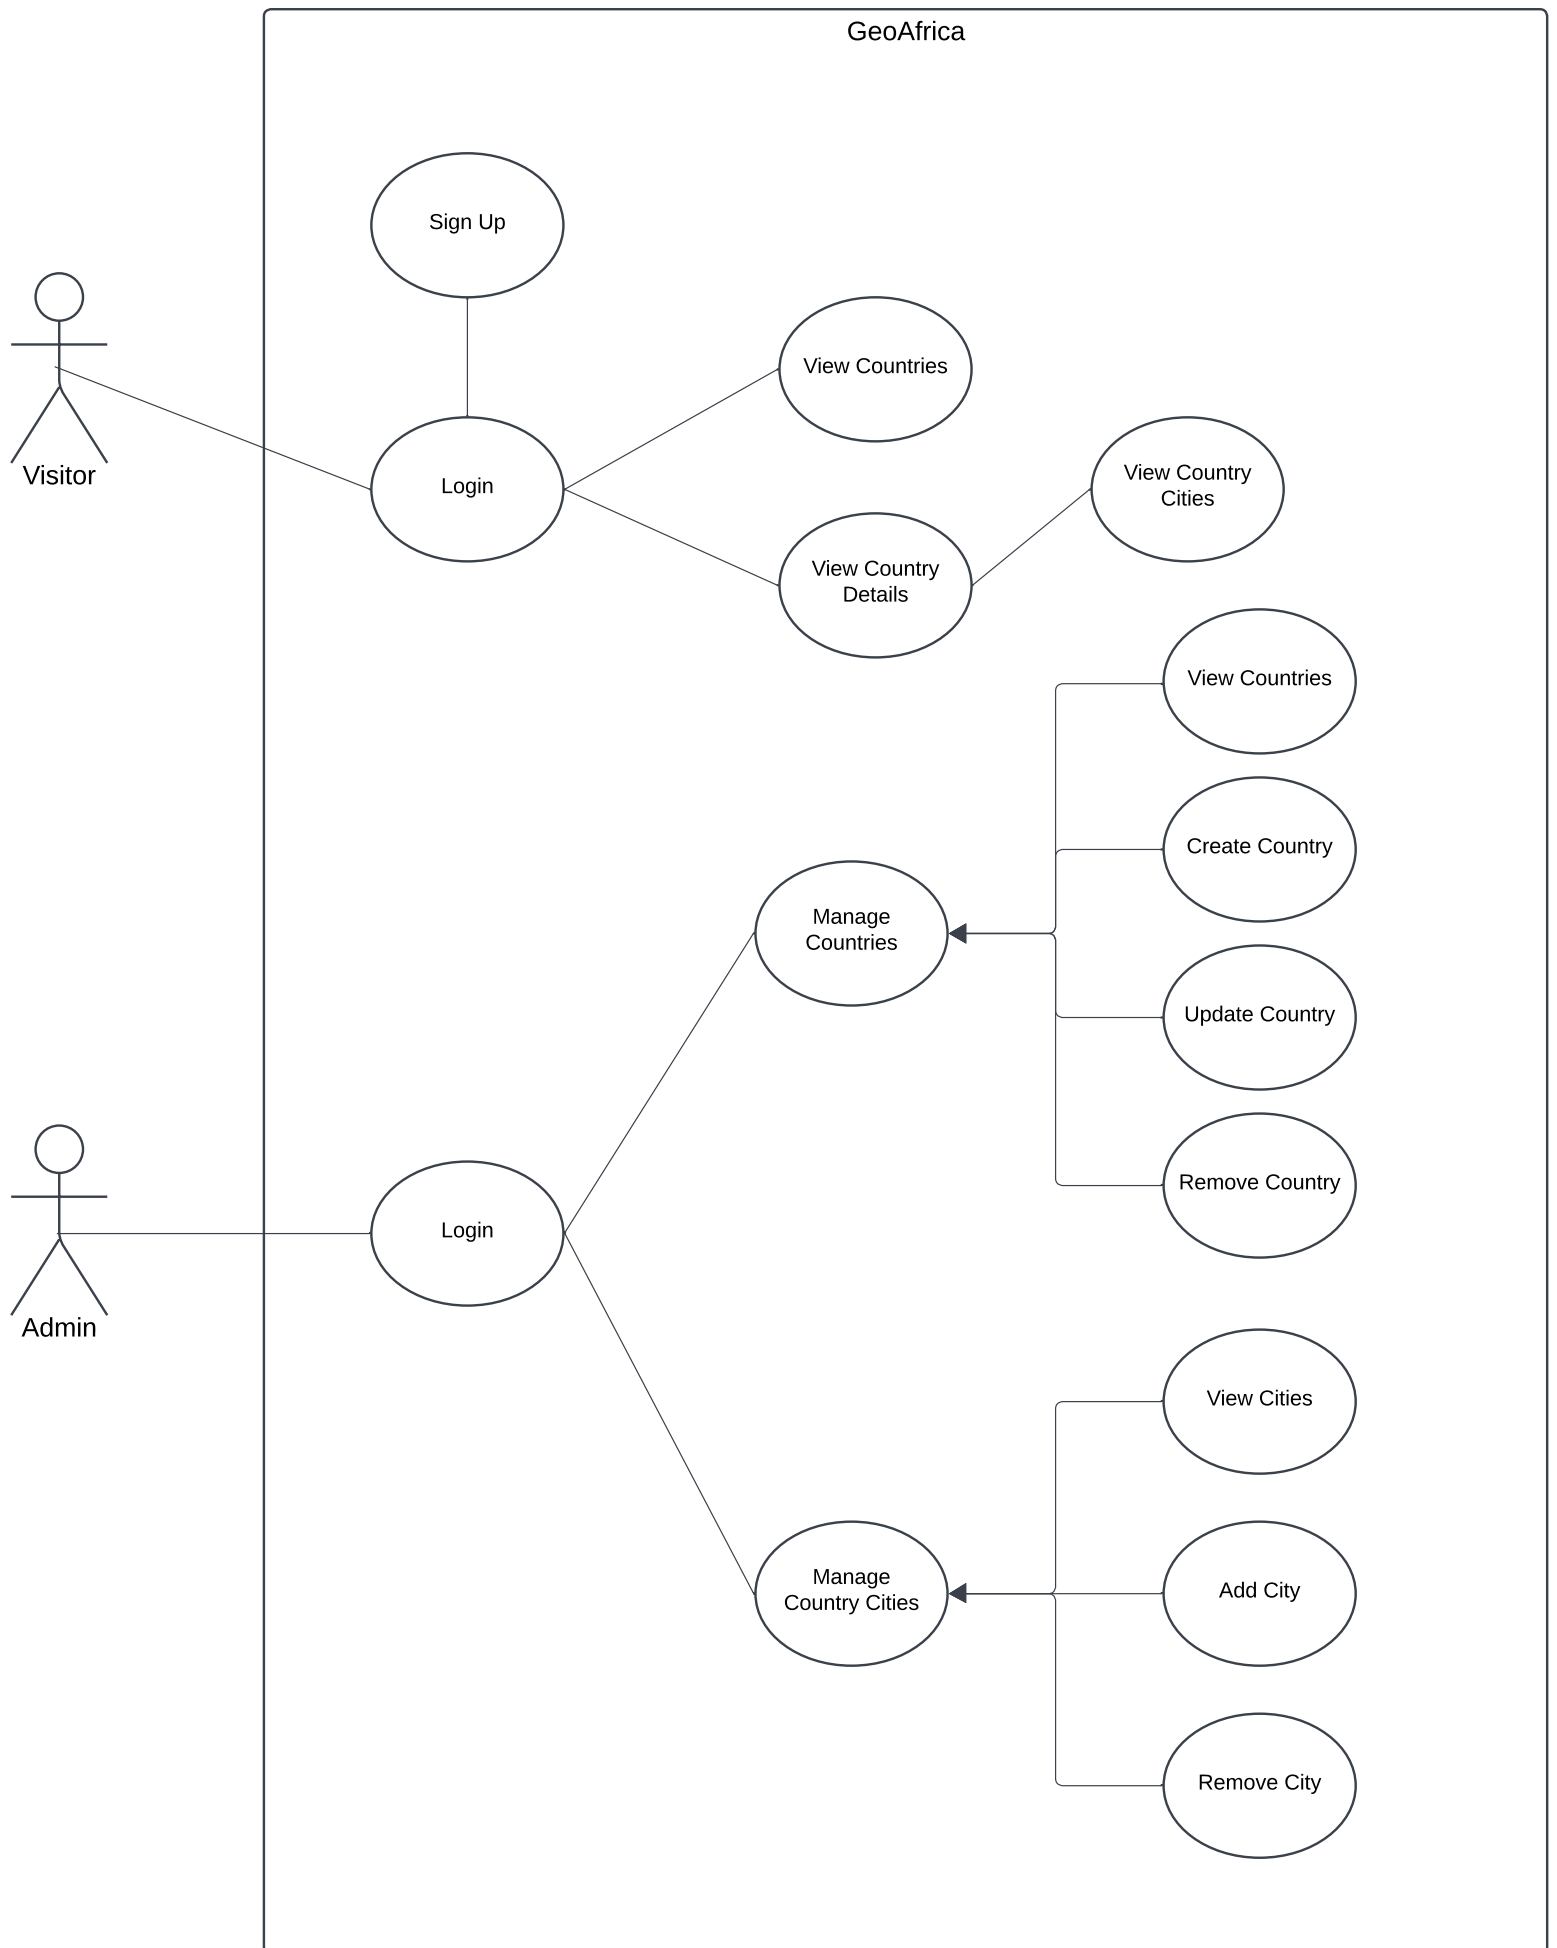 GeoAfrica
Sign Up
View Countries
Visitor
Login
View Country
Cities
View Country
Details
View Countries
Create Country
Manage
Countries
Update Country
Remove Country
Admin
Login
View Cities
Manage
Country Cities
Add City
Remove City